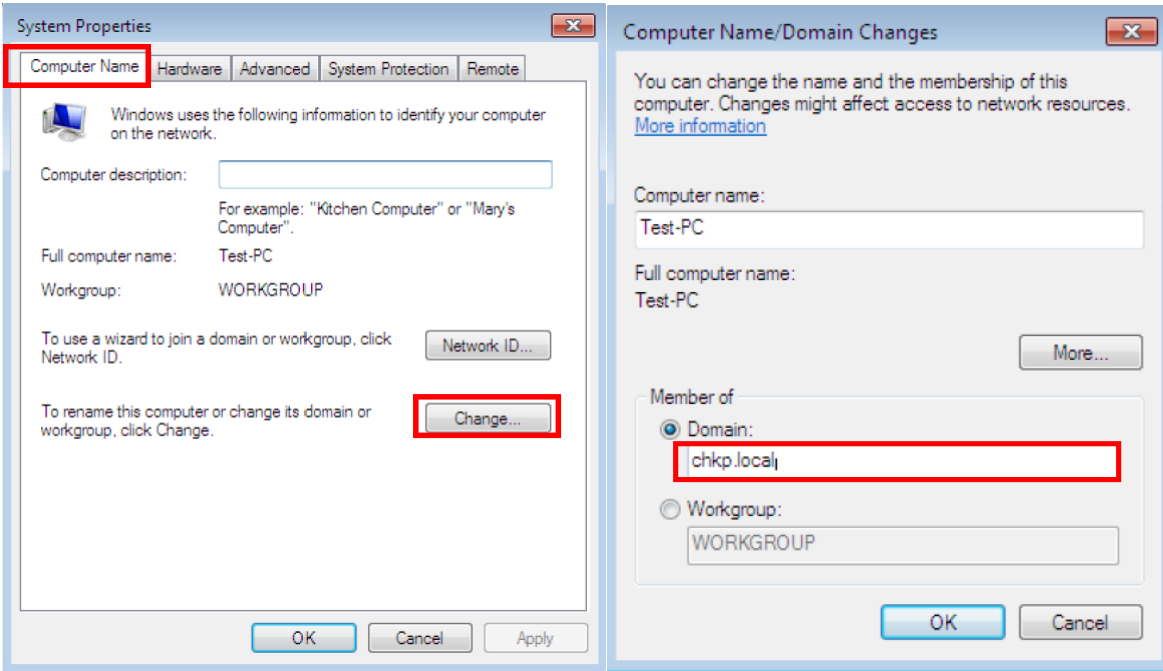 System Properties
Computer Name
Hardware
Advanced
System Protection
Remote
Windows uses the following information to identify your computer
on the network.
Computer description:
For example: "Kitchen Computer" or "Mary's
Computer".
Full computer name:
Test-PC
Workgroup:
WORKGROUP
To use a wizard to join a domain or workgroup, click
Network ID.
Network ID...
To rename this computer or change its domain or
workgroup, click Change.
Change...
OK
Cancel
Apply
Computer Name/Domain Changes
You can change the name and the membership of this
computer. Changes might affect access to network resources.
More information
Computer name:
Test-PC
Full computer name:
Test-PC
More...
Member of
Domain:
chkp.local
Workgroup:
WORKGROUP
OK
Cancel